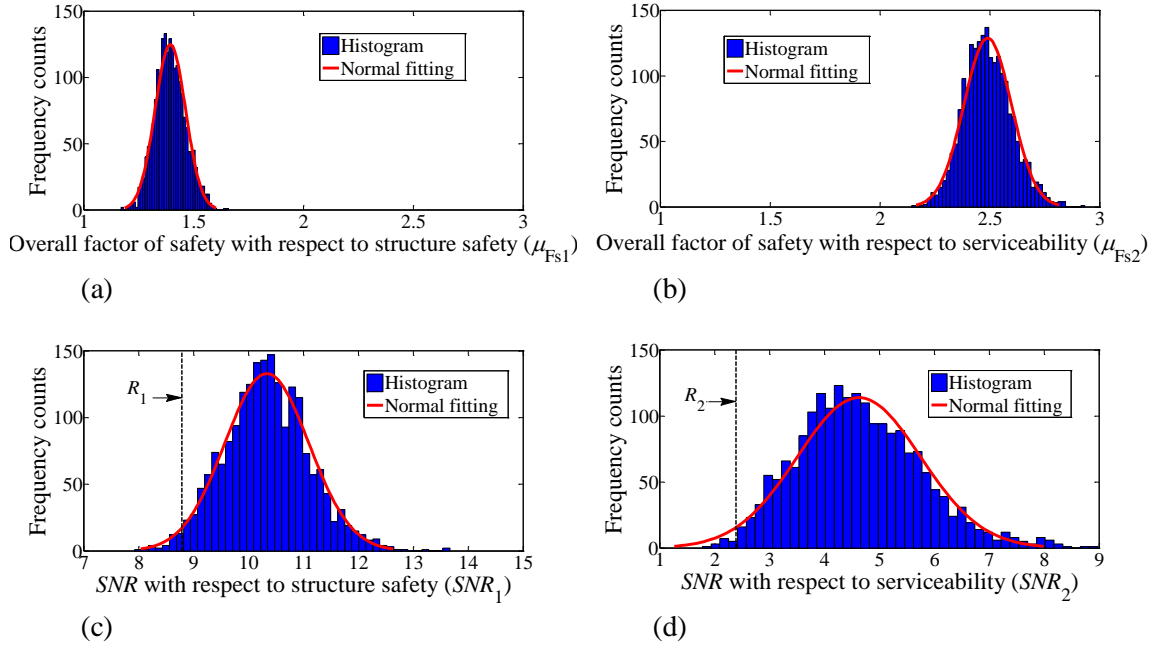 150
100
50
0
Frequency counts
Histogram
Normal fitting
1 1.5 2 2.5 3
Overall factor of safety with respect to structure safety (μFs1)
(a)
150
100
50
0
Frequency counts
Histogram
Normal fitting
1 1.5 2 2.5 3
Overall factor of safety with respect to serviceability (μFs2)
(b)
150
100
50
0
Frequency counts
R1
Histogram
Normal fitting
7 8 9 10 11 12 13 14 15
SNR with respect to structure safety (SNR1)
(c)
150
100
50
0
Frequency counts
R2
Histogram
Normal fitting
1 2 3 4 5 6 7 8 9
SNR with respect to serviceability (SNR2)
(d)